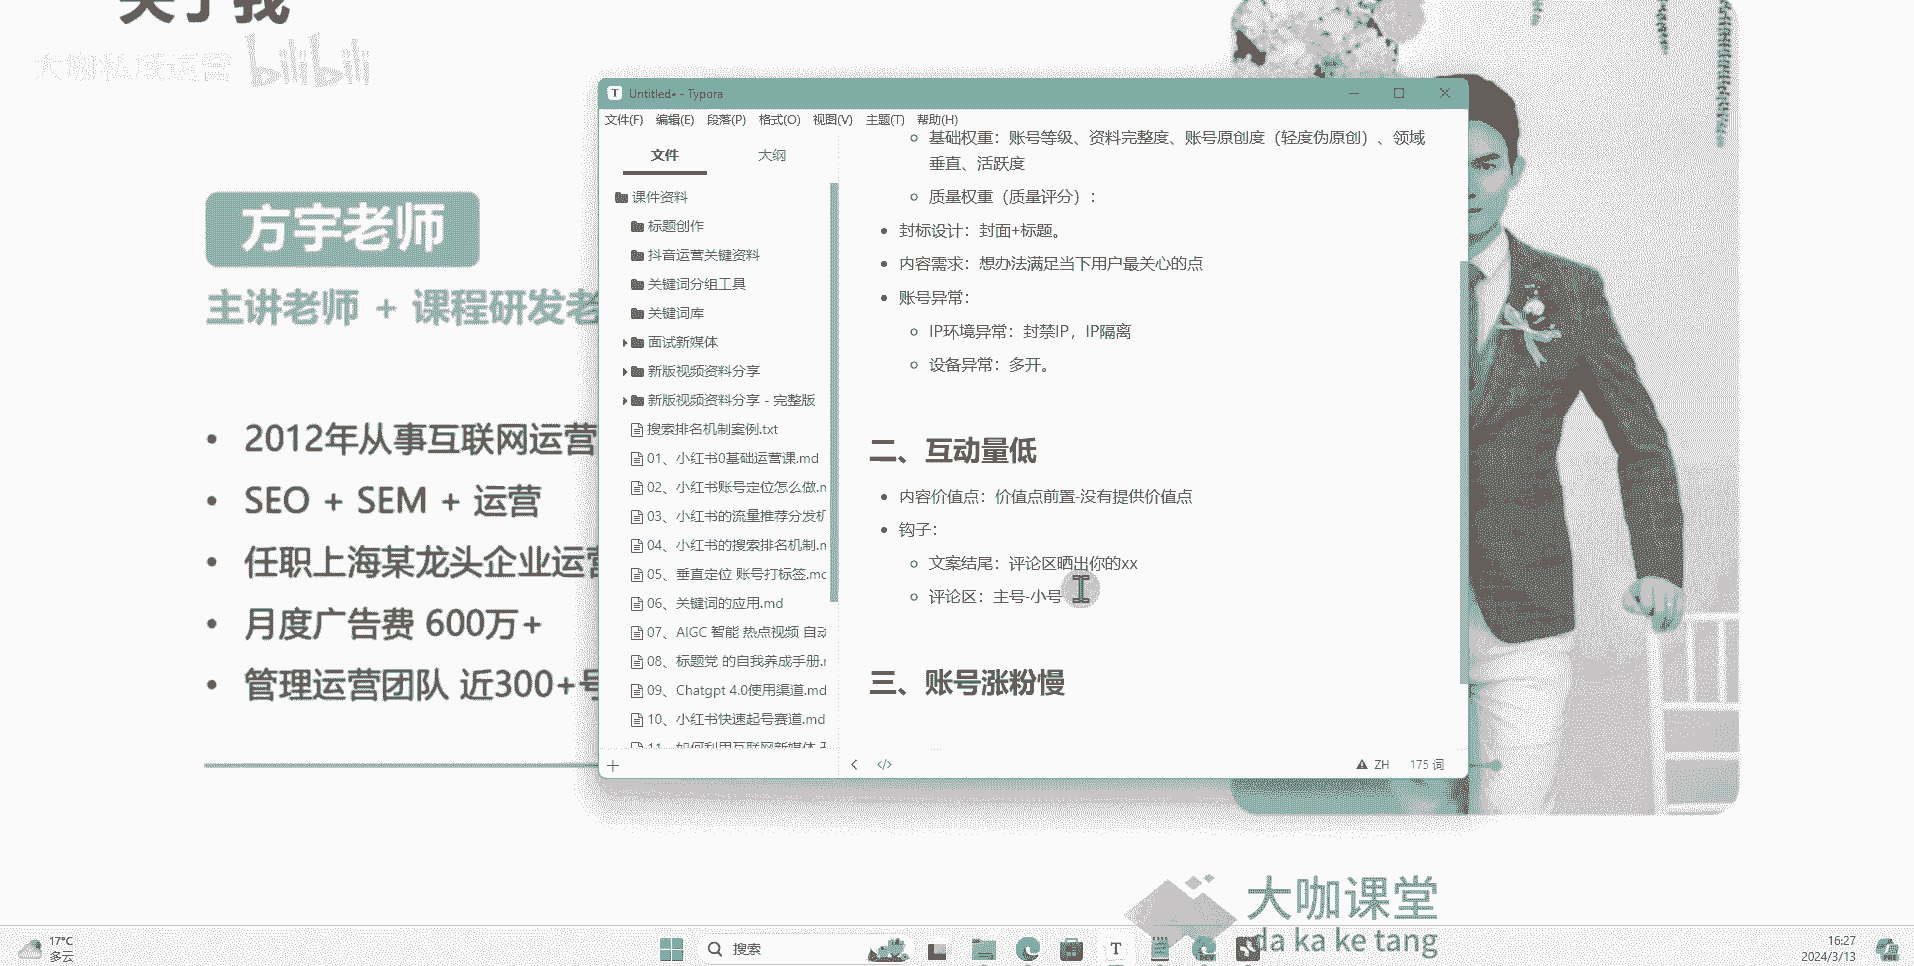 关于我
大咖私域运营 bilibili
方宇老师
主讲老师 + 课程研发老
2012年从事互联网运营
SEO + SEM + 运营
任职上海某龙头企业运营
月度广告费 600万+
管理运营团队 近300+号
Untitled• - Typora
文件(F) 编辑(E) 段落(P) 格式(O) 视图(V) 主题(T) 帮助(H)
文件 大纲
课件资料
标题创作
抖音运营关键资料
关键词分组工具
关键词库
面试新媒体
新版视频资料分享
新版视频资料分享 - 完整版
搜索排名机制案例.txt
01、小红书0基础运营课.md
02、小红书账号定位怎么做.m
03、小红书的流量推荐分发机
04、小红书的搜索排名机制.m
05、垂直定位 账号打标签.md
06、关键词的应用.md
07、AIGC 智能 热点视频 自动
08、标题党 的自我养成手册.m
09、Chatgpt 4.0使用渠道.md
10、小红书快速起号赛道.md
11、如何利用互联网新媒体
基础权重：账号等级、资料完整度、账号原创度（轻度伪原创）、领域
垂直、活跃度
质量权重（质量评分）：
封标设计：封面+标题。
内容需求：想办法满足当下用户最关心的点
账号异常：
IP环境异常：封禁IP，IP隔离
设备异常：多开。
二、互动量低
内容价值点：价值点前置-没有提供价值点
钩子：
文案结尾：评论区晒出你的xx
评论区：主号-小号
三、账号涨粉慢
ZH 175 词
大咖课堂
da ka ke tang
17°C
多云
搜索
16:27
2024/3/13